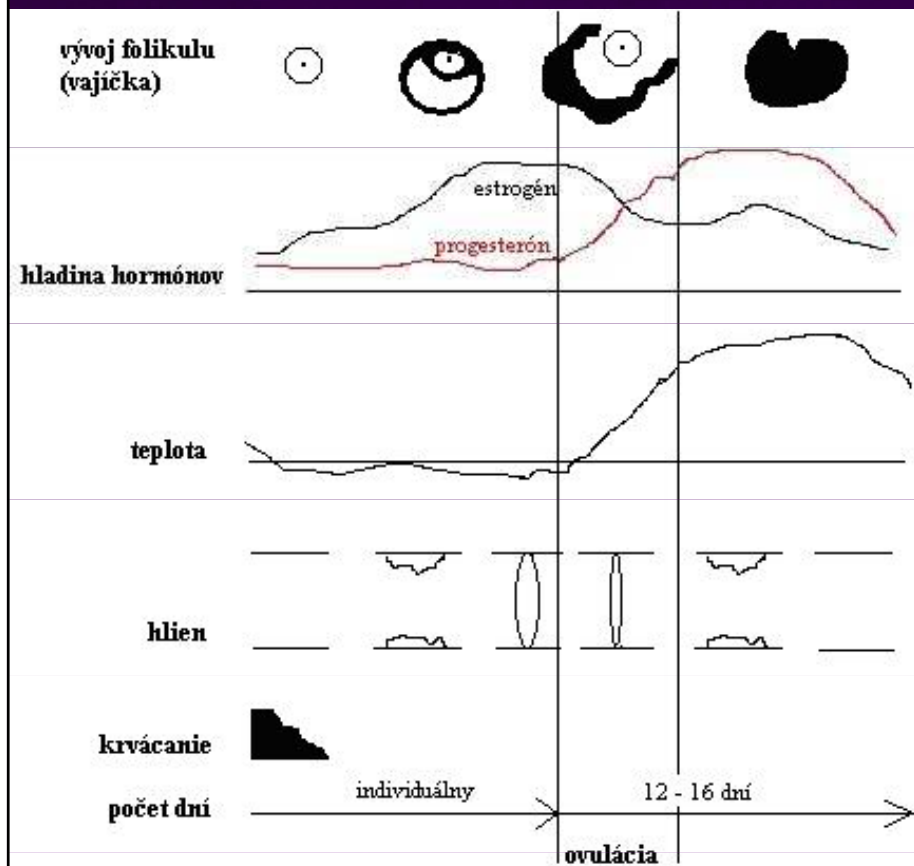 vývoj folikulu
(vajíčka)
estrogén
progesterón
hladina hormónov
teplota
hlien
krvácanie
počet dní
individuálny
12 - 16 dní
ovulácia